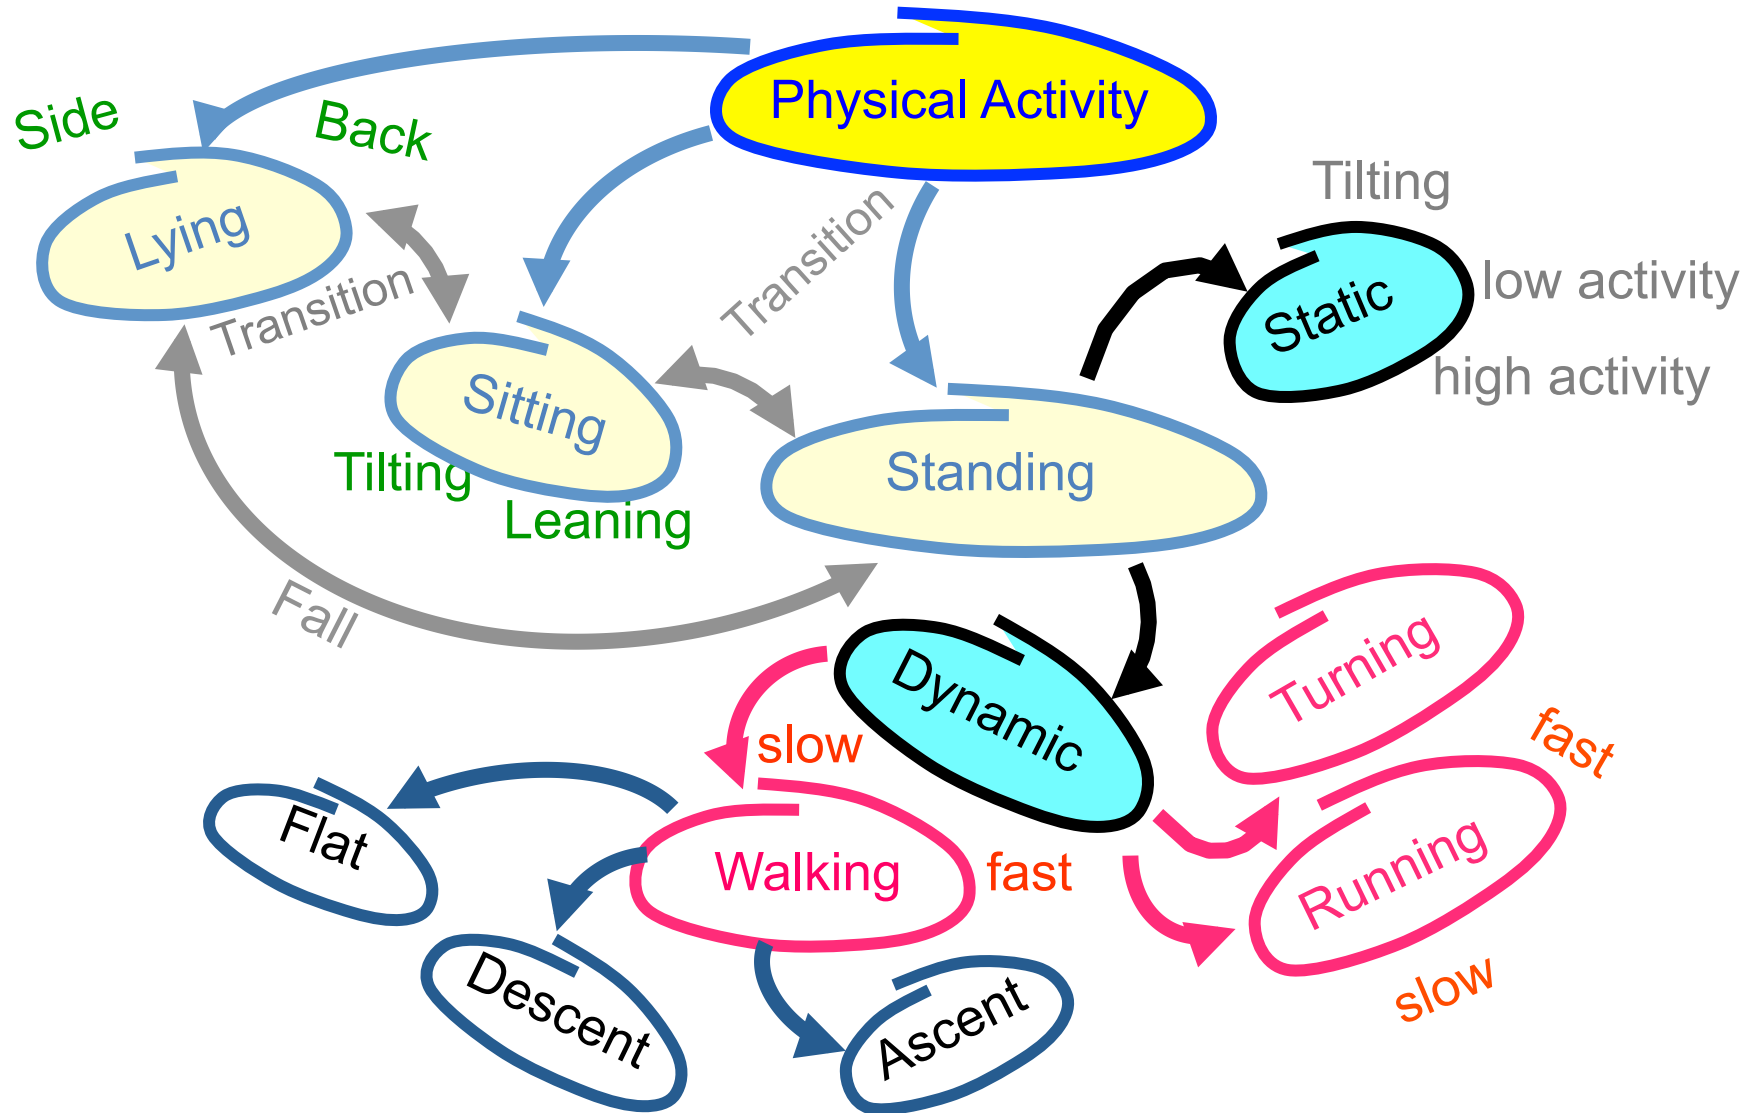 Physical Activity
Side
Back
Tilting
Lying
Transition
Transition
Static
low activity
high activity
Sitting
Tilting
Leaning
Standing
Fall
Dynamic
Turning
slow
fast
Flat
Walking
fast
Running
Descent
Ascent
slow